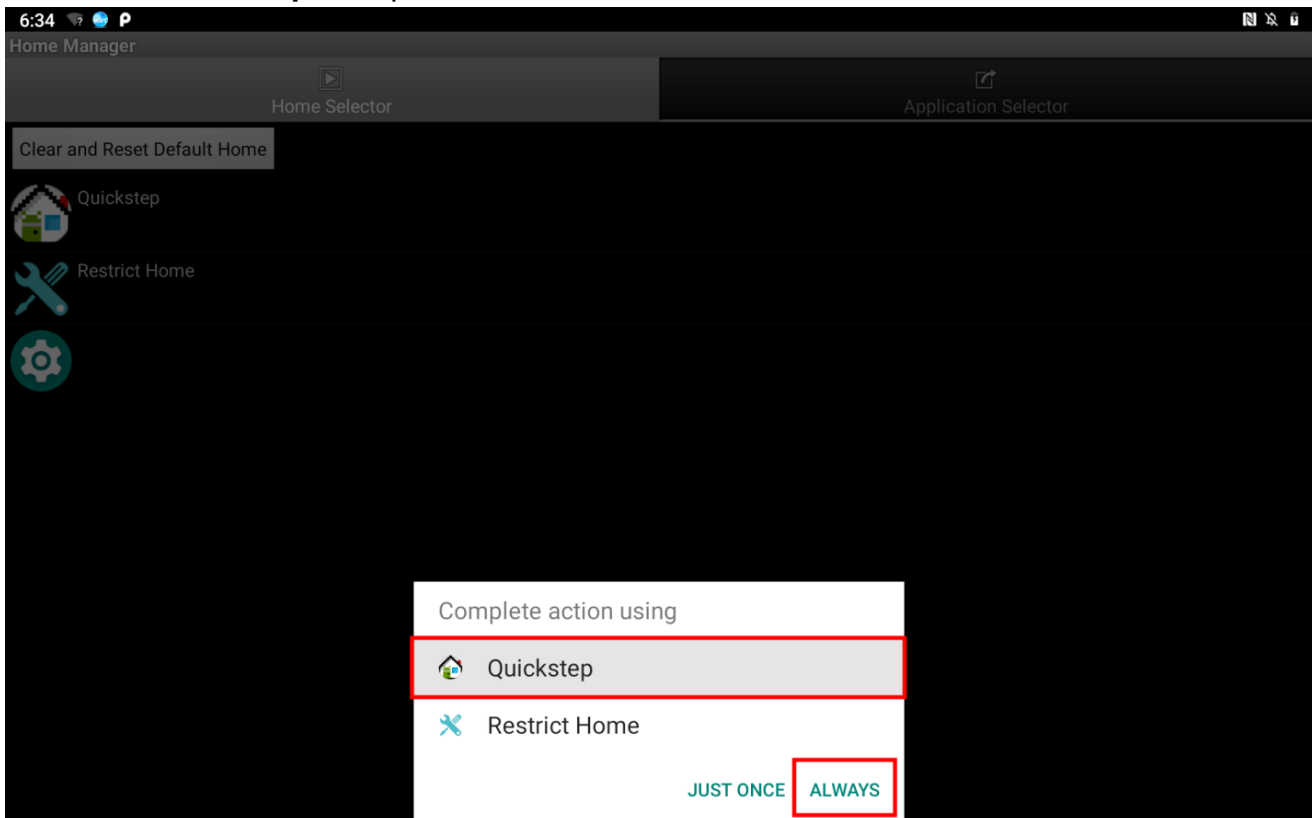 6:34 ? abc P
Home Manager
Home Selector
Application Selector
Clear and Reset Default Home
Quickstep
Restrict Home
Complete action using
Quickstep
Restrict Home
JUST ONCE ALWAYS